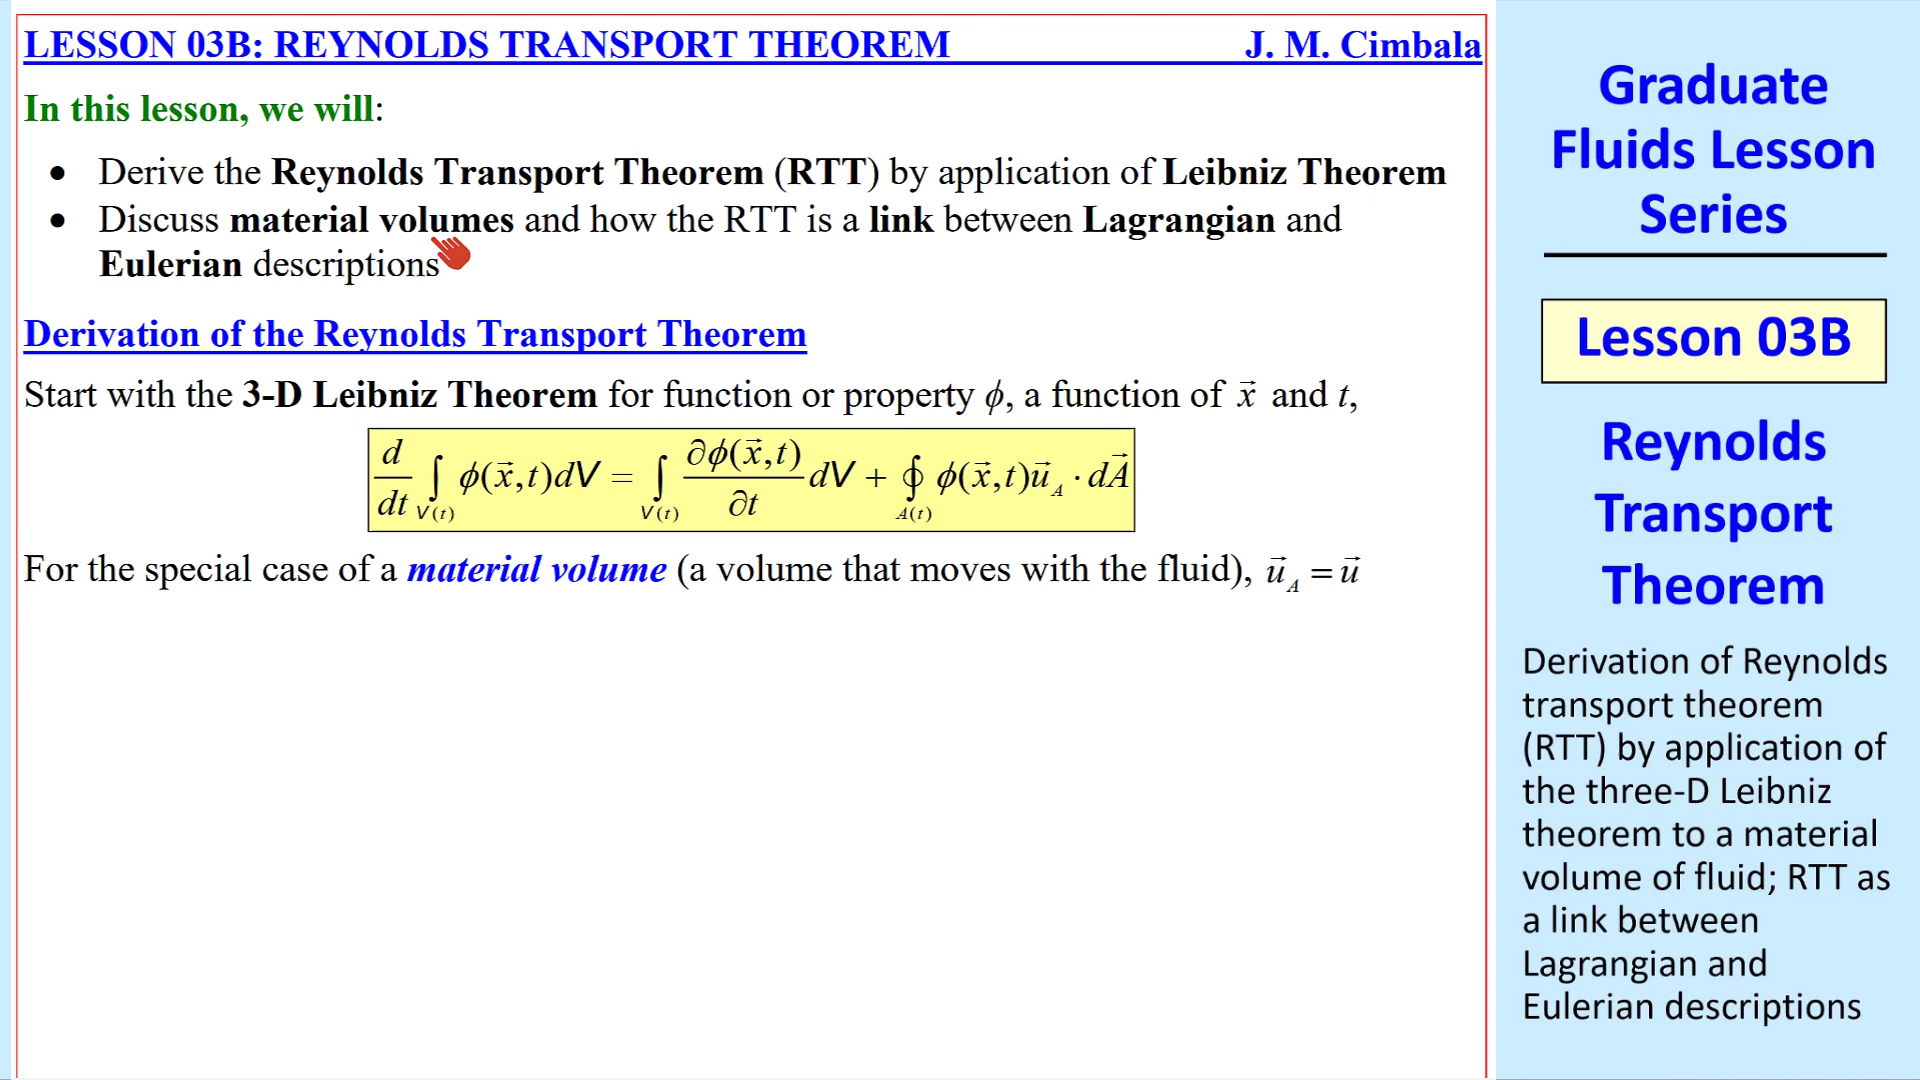 LESSON 03B: REYNOLDS TRANSPORT THEOREM J. M. Cimbala
In this lesson, we will:
• Derive the Reynolds Transport Theorem (RTT) by application of Leibniz Theorem
• Discuss material volumes and how the RTT is a link between Lagrangian and
Eulerian descriptions
Derivation of the Reynolds Transport Theorem
Start with the 3-D Leibniz Theorem for function or property ϕ, a function of x⃗ and t,
d/dt ∫_{V(t)} ϕ(x⃗,t)dV = ∫_{V(t)} ∂ϕ(x⃗,t)/∂t dV + ∮_{A(t)} ϕ(x⃗,t)u⃗_A · dA⃗
For the special case of a material volume (a volume that moves with the fluid), u⃗_A = u⃗
Graduate
Fluids Lesson
Series
Lesson 03B
Reynolds
Transport
Theorem
Derivation of Reynolds
transport theorem
(RTT) by application of
the three-D Leibniz
theorem to a material
volume of fluid; RTT as
a link between
Lagrangian and
Eulerian descriptions